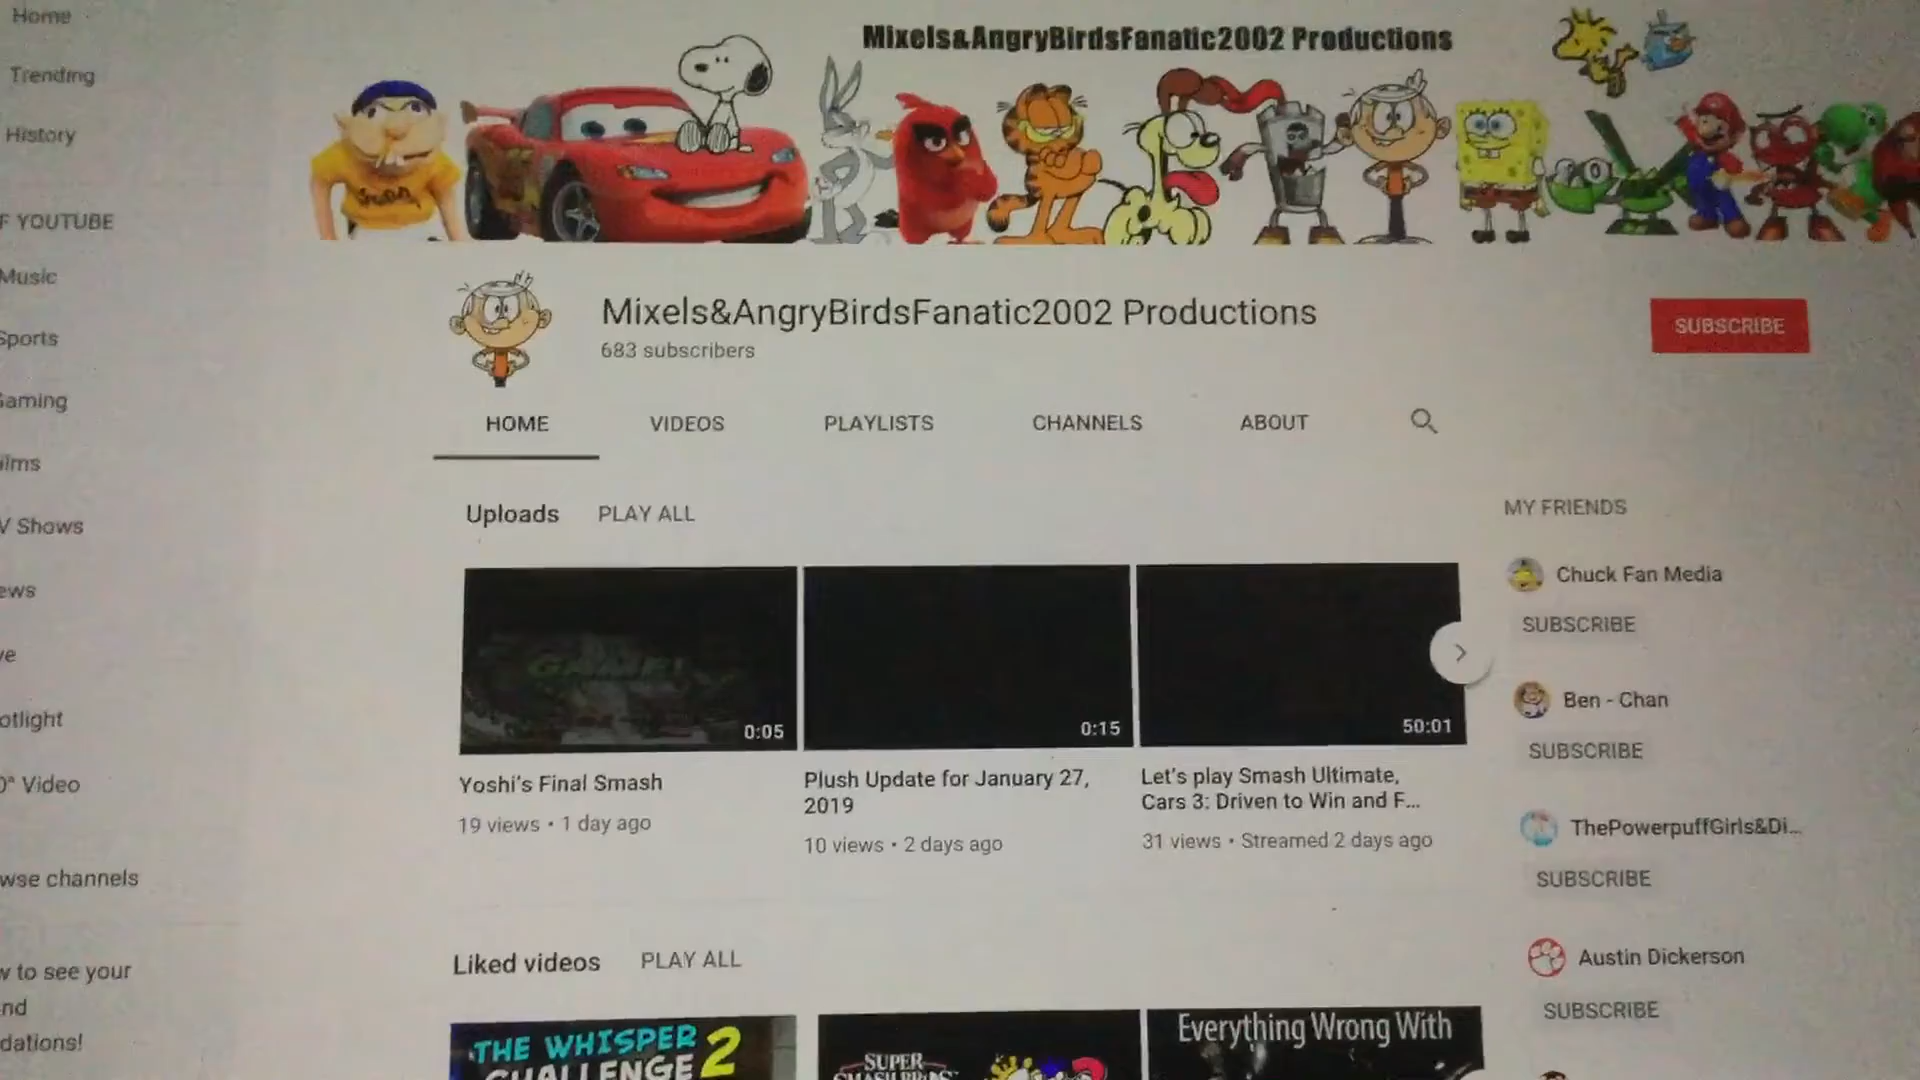 Home
Trending
History
F YOUTUBE
Music
Sports
Gaming
ilms
V Shows
ews
ve
otlight
0° Video
wse channels
w to see your
nd
dations!
Mixels&AngryBirdsFanatic2002 Productions
Mixels&AngryBirdsFanatic2002 Productions
683 subscribers
SUBSCRIBE
HOME VIDEOS PLAYLISTS CHANNELS ABOUT
Uploads PLAY ALL
GAME!
0:05
0:15
50:01
Yoshi's Final Smash
19 views • 1 day ago
Plush Update for January 27,
2019
10 views • 2 days ago
Let's play Smash Ultimate,
Cars 3: Driven to Win and F...
31 views • Streamed 2 days ago
Liked videos PLAY ALL
THE WHISPER
CHALLENGE 2
SUPER
SMASH BROS
Everything Wrong With
MY FRIENDS
Chuck Fan Media
SUBSCRIBE
Ben - Chan
SUBSCRIBE
ThePowerpuffGirls&Di...
SUBSCRIBE
Austin Dickerson
SUBSCRIBE